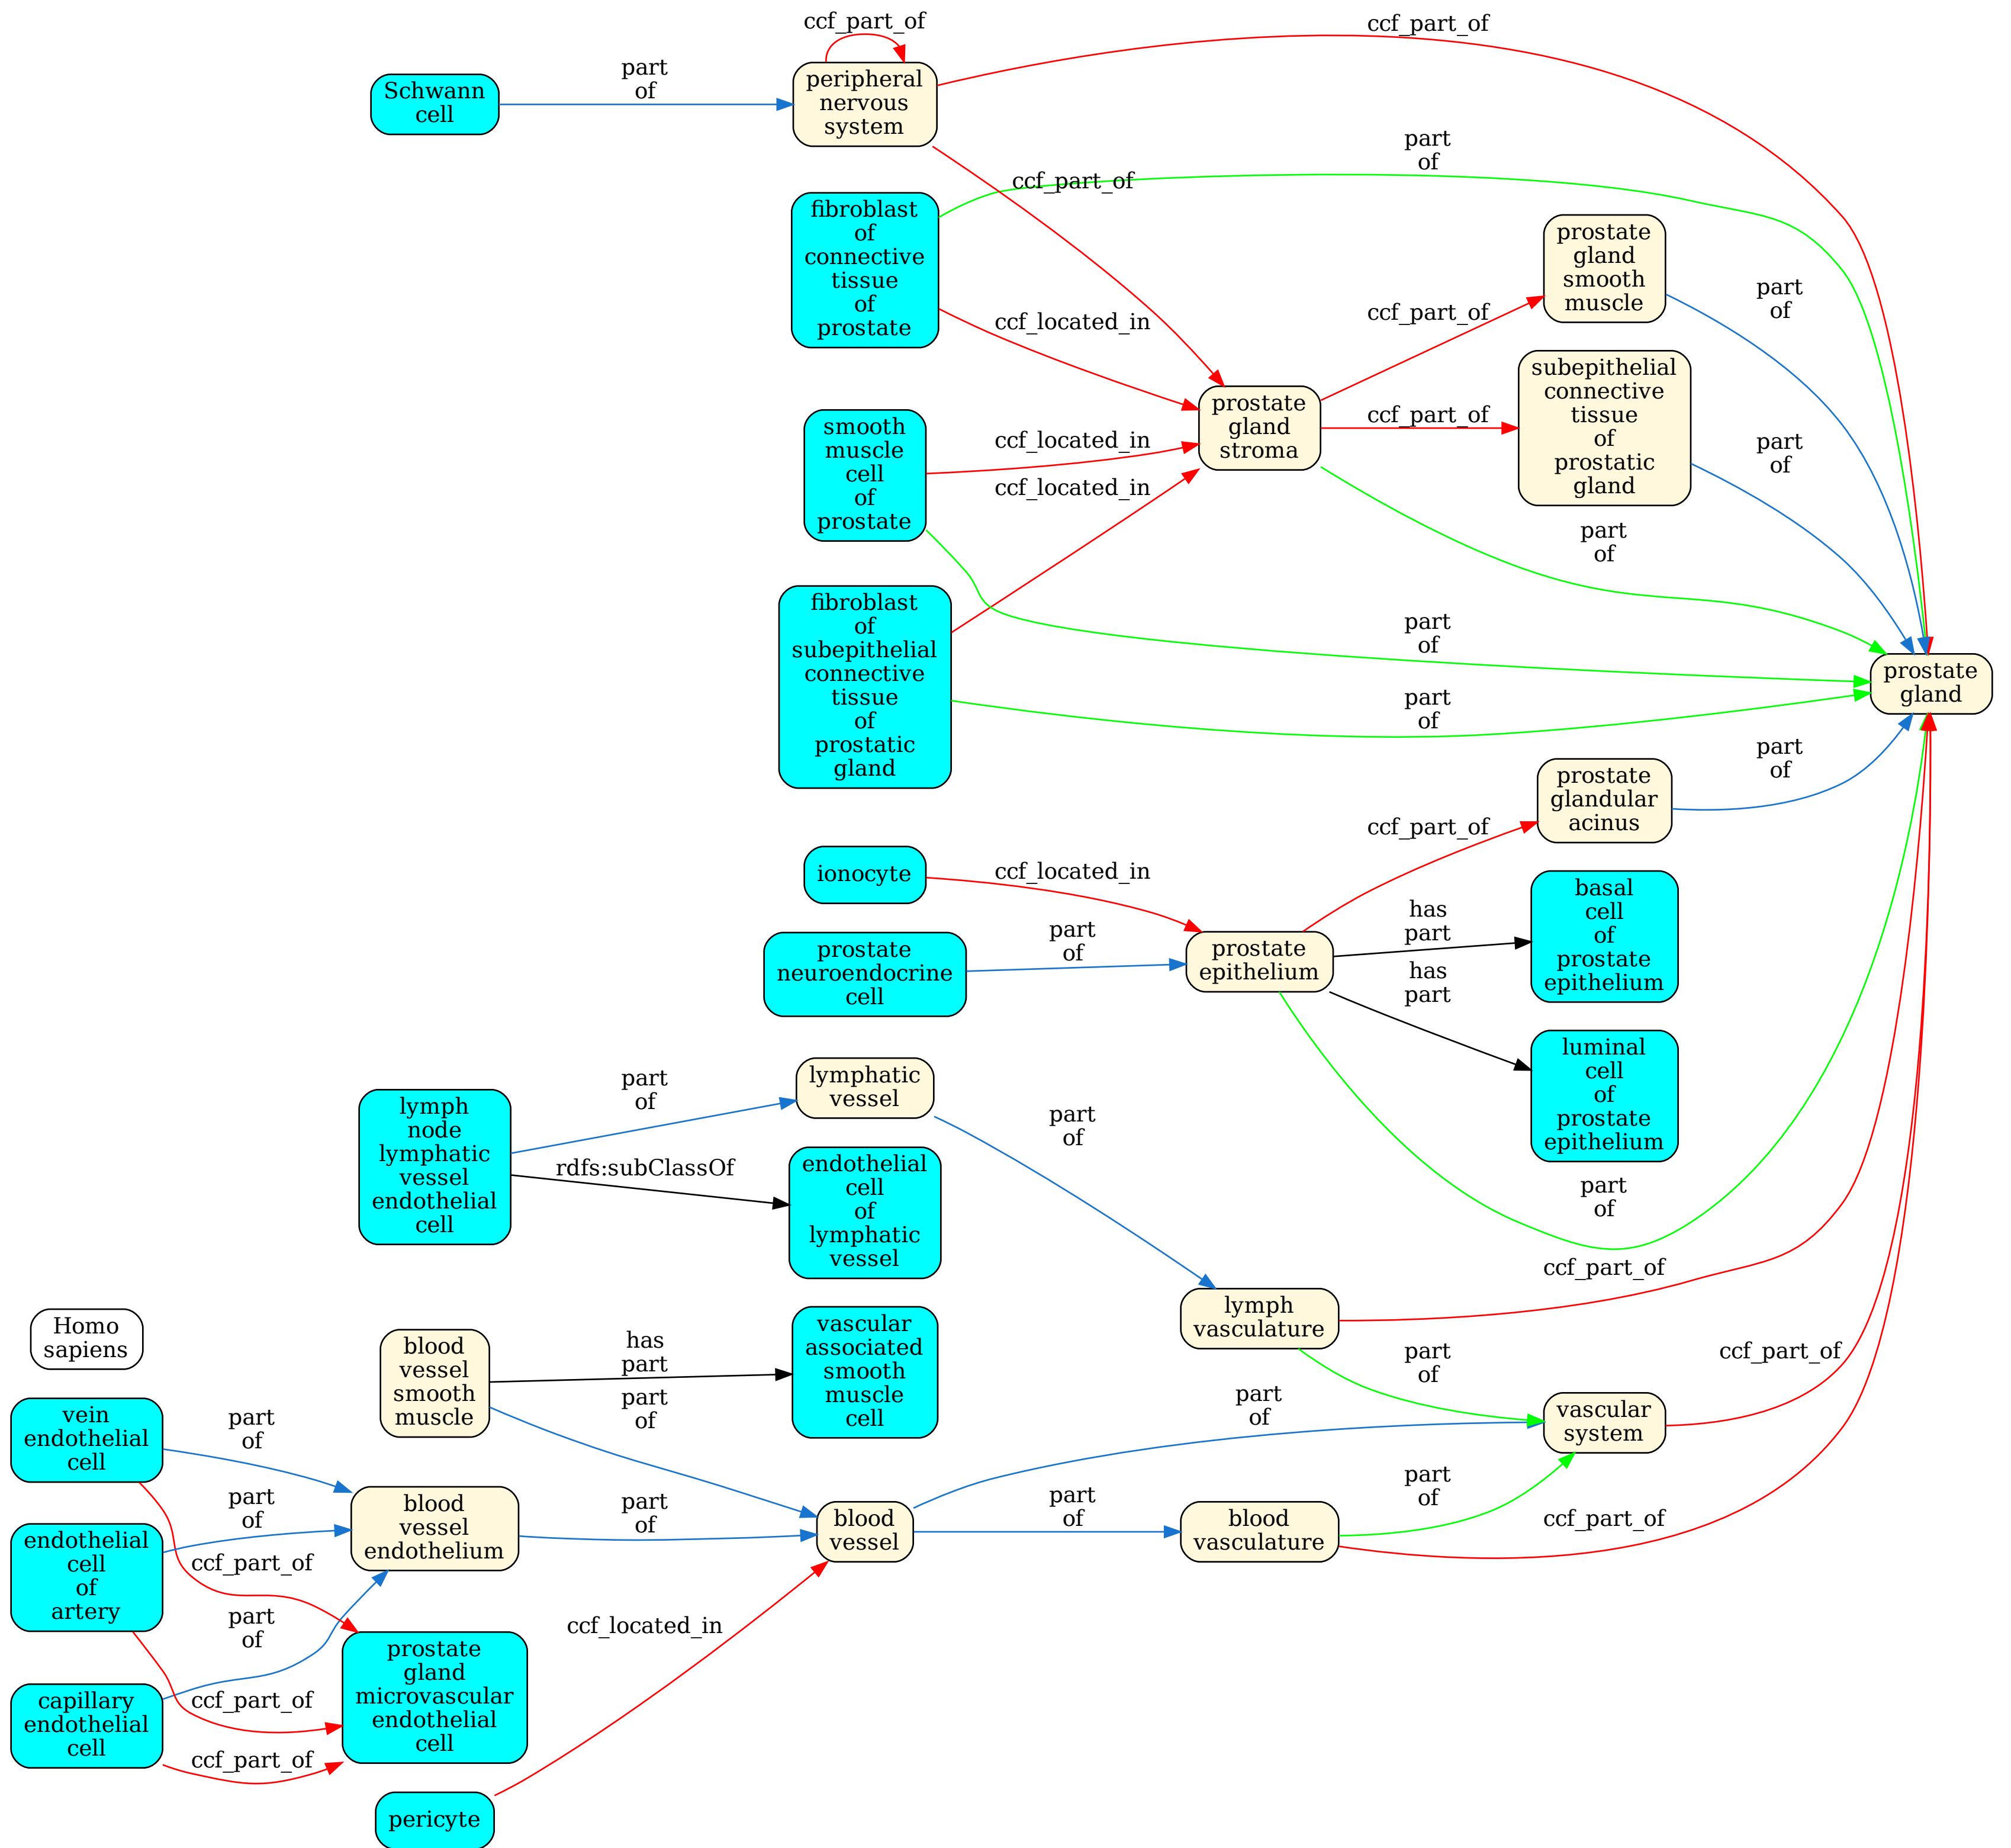 ccf_part_of
ccf_part_of
Schwann
cell
part
of
peripheral
nervous
system
part
of
ccf_part_of
fibroblast
of
connective
tissue
of
prostate
prostate
gland
smooth
muscle
part
of
ccf_located_in
ccf_part_of
subepithelial
connective
tissue
of
prostatic
gland
part
of
prostate
gland
stroma
ccf_part_of
smooth
muscle
cell
of
prostate
ccf_located_in
ccf_located_in
part
of
fibroblast
of
subepithelial
connective
tissue
of
prostatic
gland
part
of
part
of
prostate
gland
prostate
glandular
acinus
part
of
ccf_part_of
ionocyte
ccf_located_in
basal
cell
of
prostate
epithelium
has
part
prostate
neuroendocrine
cell
part
of
prostate
epithelium
has
part
luminal
cell
of
prostate
epithelium
lymph
node
lymphatic
vessel
endothelial
cell
part
of
lymphatic
vessel
part
of
rdfs:subClassOf
endothelial
cell
of
lymphatic
vessel
part
of
ccf_part_of
lymph
vasculature
Homo
sapiens
blood
vessel
smooth
muscle
has
part
part
of
vascular
associated
smooth
muscle
cell
part
of
ccf_part_of
part
of
vascular
system
vein
endothelial
cell
part
of
part
of
blood
vessel
endothelium
part
of
blood
vessel
part
of
blood
vasculature
part
of
ccf_part_of
endothelial
cell
of
artery
ccf_part_of
part
of
ccf_located_in
prostate
gland
microvascular
endothelial
cell
capillary
endothelial
cell
ccf_part_of
ccf_part_of
pericyte